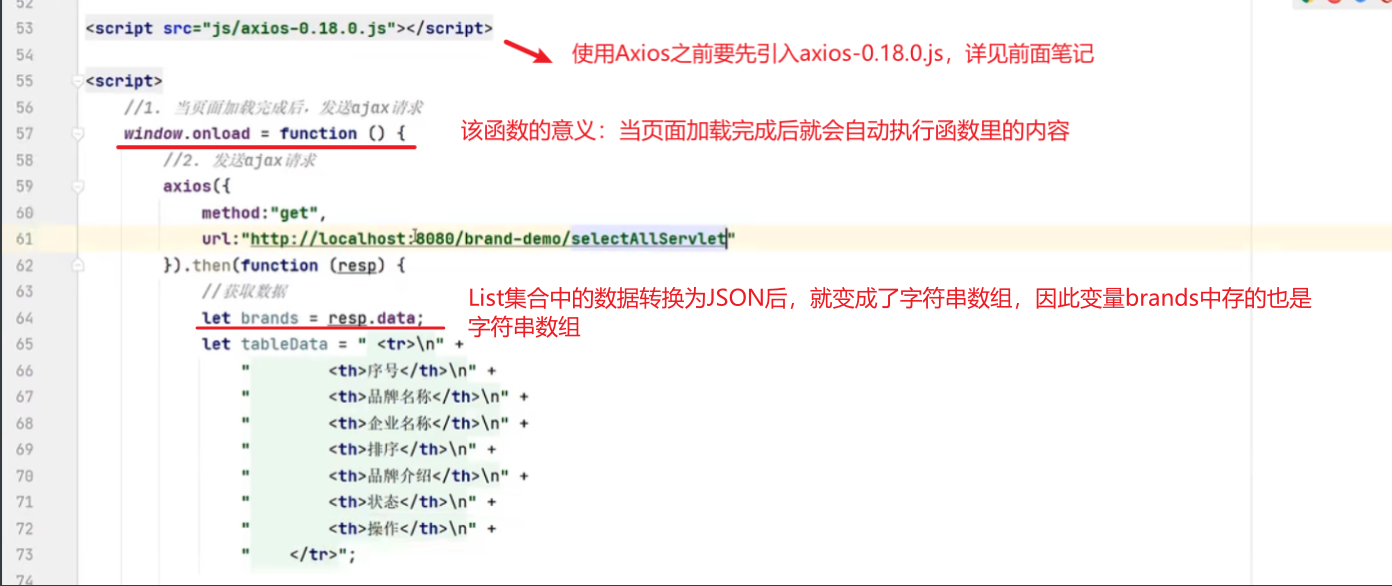 52
53 <script src="js/axios-0.18.0.js"></script>
54 使用Axios之前要先引入axios-0.18.0.js，详见前面笔记
55 <script>
56 //1. 当页面加载完成后，发送ajax请求
57 window.onload = function () { 该函数的意义：当页面加载完成后就会自动执行函数里的内容
58 //2. 发送ajax请求
59 axios({
60 method:"get",
61 url:"http://localhost:8080/brand-demo/selectAllServlet"
62 }).then(function (resp) {
63 //获取数据
List集合中的数据转换为JSON后，就变成了字符串数组，因此变量brands中存的也是
字符串数组
64 let brands = resp.data;
65 let tableData = " <tr>\n" +
66 " <th>序号</th>\n" +
67 " <th>品牌名称</th>\n" +
68 " <th>企业名称</th>\n" +
69 " <th>排序</th>\n" +
70 " <th>品牌介绍</th>\n" +
71 " <th>状态</th>\n" +
72 " <th>操作</th>\n" +
73 " </tr>";
74